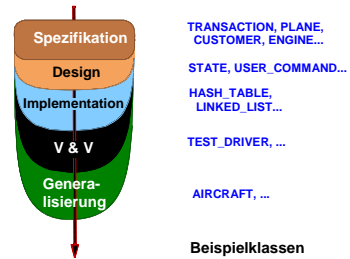 Spezifikation
TRANSACTION, PLANE,
CUSTOMER, ENGINE...
Design
STATE, USER_COMMAND...
Implementation
HASH_TABLE,
LINKED_LIST...
V & V
TEST_DRIVER, ...
Genera-
lisierung
AIRCRAFT, ...
Beispielklassen